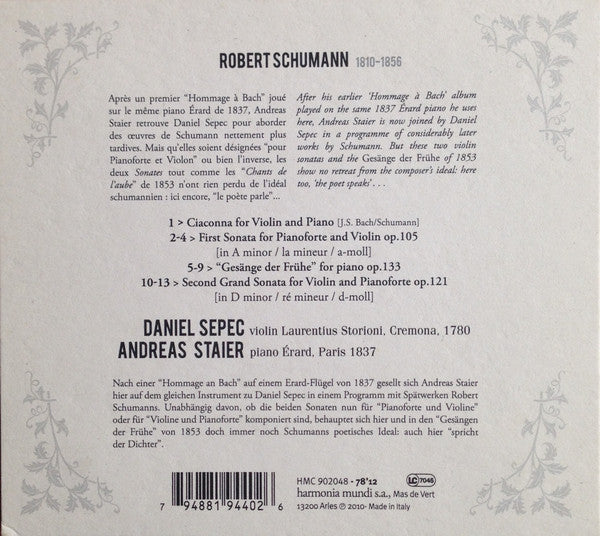 ROBERT SCHUMANN 1810-1856
Après un premier “Hommage à Bach” joué
sur le même piano Érard de 1837, Andreas
Staier retrouve Daniel Sepec pour aborder
des œuvres de Schumann nettement plus
tardives. Mais qu'elles soient désignées “pour
Pianoforte et Violon” ou bien l'inverse, les
deux Sonates tout comme les “Chants de
l'aube” de 1853 n'ont rien perdu de l'idéal
schumannien : ici encore, “le poète parle”...
After his earlier 'Hommage à Bach' album
played on the same 1837 Érard piano he uses
here, Andreas Staier is now joined by Daniel
Sepec in a programme of considerably later
works by Schumann. But these two violin
sonatas and the Gesänge der Frühe of 1853
show no retreat from the composer's ideal: here
too, 'the poet speaks' . . .
1 > Ciaconna for Violin and Piano [J.S. Bach/Schumann]
2-4 > First Sonata for Pianoforte and Violin op.105
[in A minor / la mineur / a-moll]
5-9 > “Gesänge der Frühe” for piano op.133
10-13 > Second Grand Sonata for Violin and Pianoforte op.121
[in D minor / ré mineur / d-moll]
DANIEL SEPEC violin Laurentius Storioni, Cremona, 1780
ANDREAS STAIER piano Érard, Paris 1837
Nach einer “Hommage an Bach” auf einem Erard-Flügel von 1837 gesellt sich Andreas Staier
hier auf dem gleichen Instrument zu Daniel Sepec in einem Programm mit Spätwerken Robert
Schumanns. Unabhängig davon, ob die beiden Sonaten nun für “Pianoforte und Violine”
oder für “Violine und Pianoforte” komponiert sind, behauptet sich hier und in den “Gesängen
der Frühe” von 1853 doch immer noch Schumanns poetisches Ideal: auch hier “spricht
der Dichter”.
7 94881 94402 6
HMC 902048 - 78'12
harmonia mundi s.a., Mas de Vert
13200 Arles ℗ 2010- Made in Italy
LC 7045